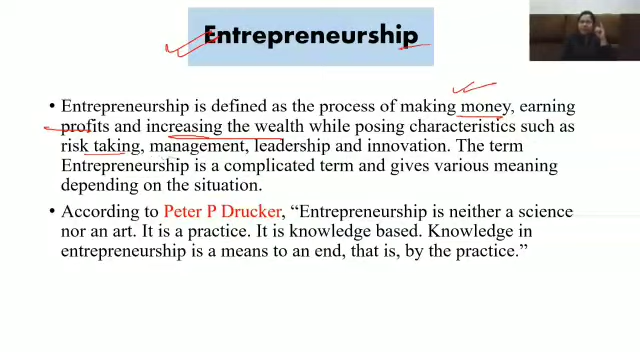 Entrepreneurship
Entrepreneurship is defined as the process of making money, earning
profits and increasing the wealth while posing characteristics such as
risk taking, management, leadership and innovation. The term
Entrepreneurship is a complicated term and gives various meaning
depending on the situation.
According to Peter P Drucker, “Entrepreneurship is neither a science
nor an art. It is a practice. It is knowledge based. Knowledge in
entrepreneurship is a means to an end, that is, by the practice.”